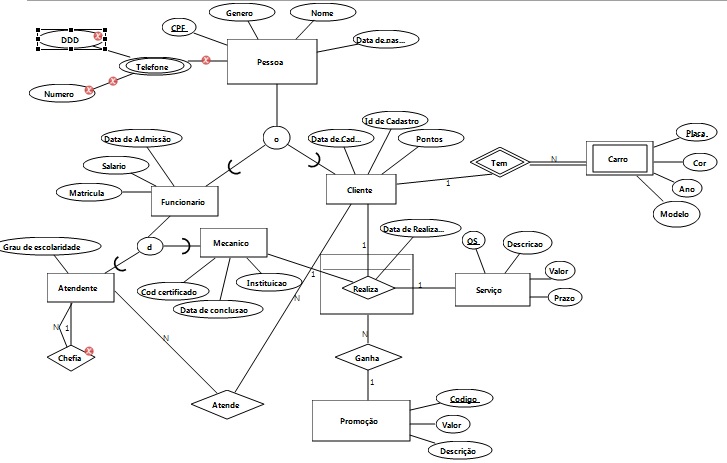 Genero
Nome
CPF
Data de nas...
DDD
Telefone
Pessoa
Numero
o
Data de Admissão
Salario
Matricula
Funcionario
Data de Cad...
Id de Cadastro
Pontos
Cliente
Tem
N
1
Carro
Placa
Cor
Ano
Modelo
Grau de escolaridade
d
Mecanico
Atendente
Cod certificado
Data de conclusao
Instituicao
Data de Realiza...
1
1
Realiza
1
OS
Descricao
Serviço
Valor
Prazo
N
1
Chefia
N
N
Atende
N
Ganha
1
Promoção
Codigo
Valor
Descrição